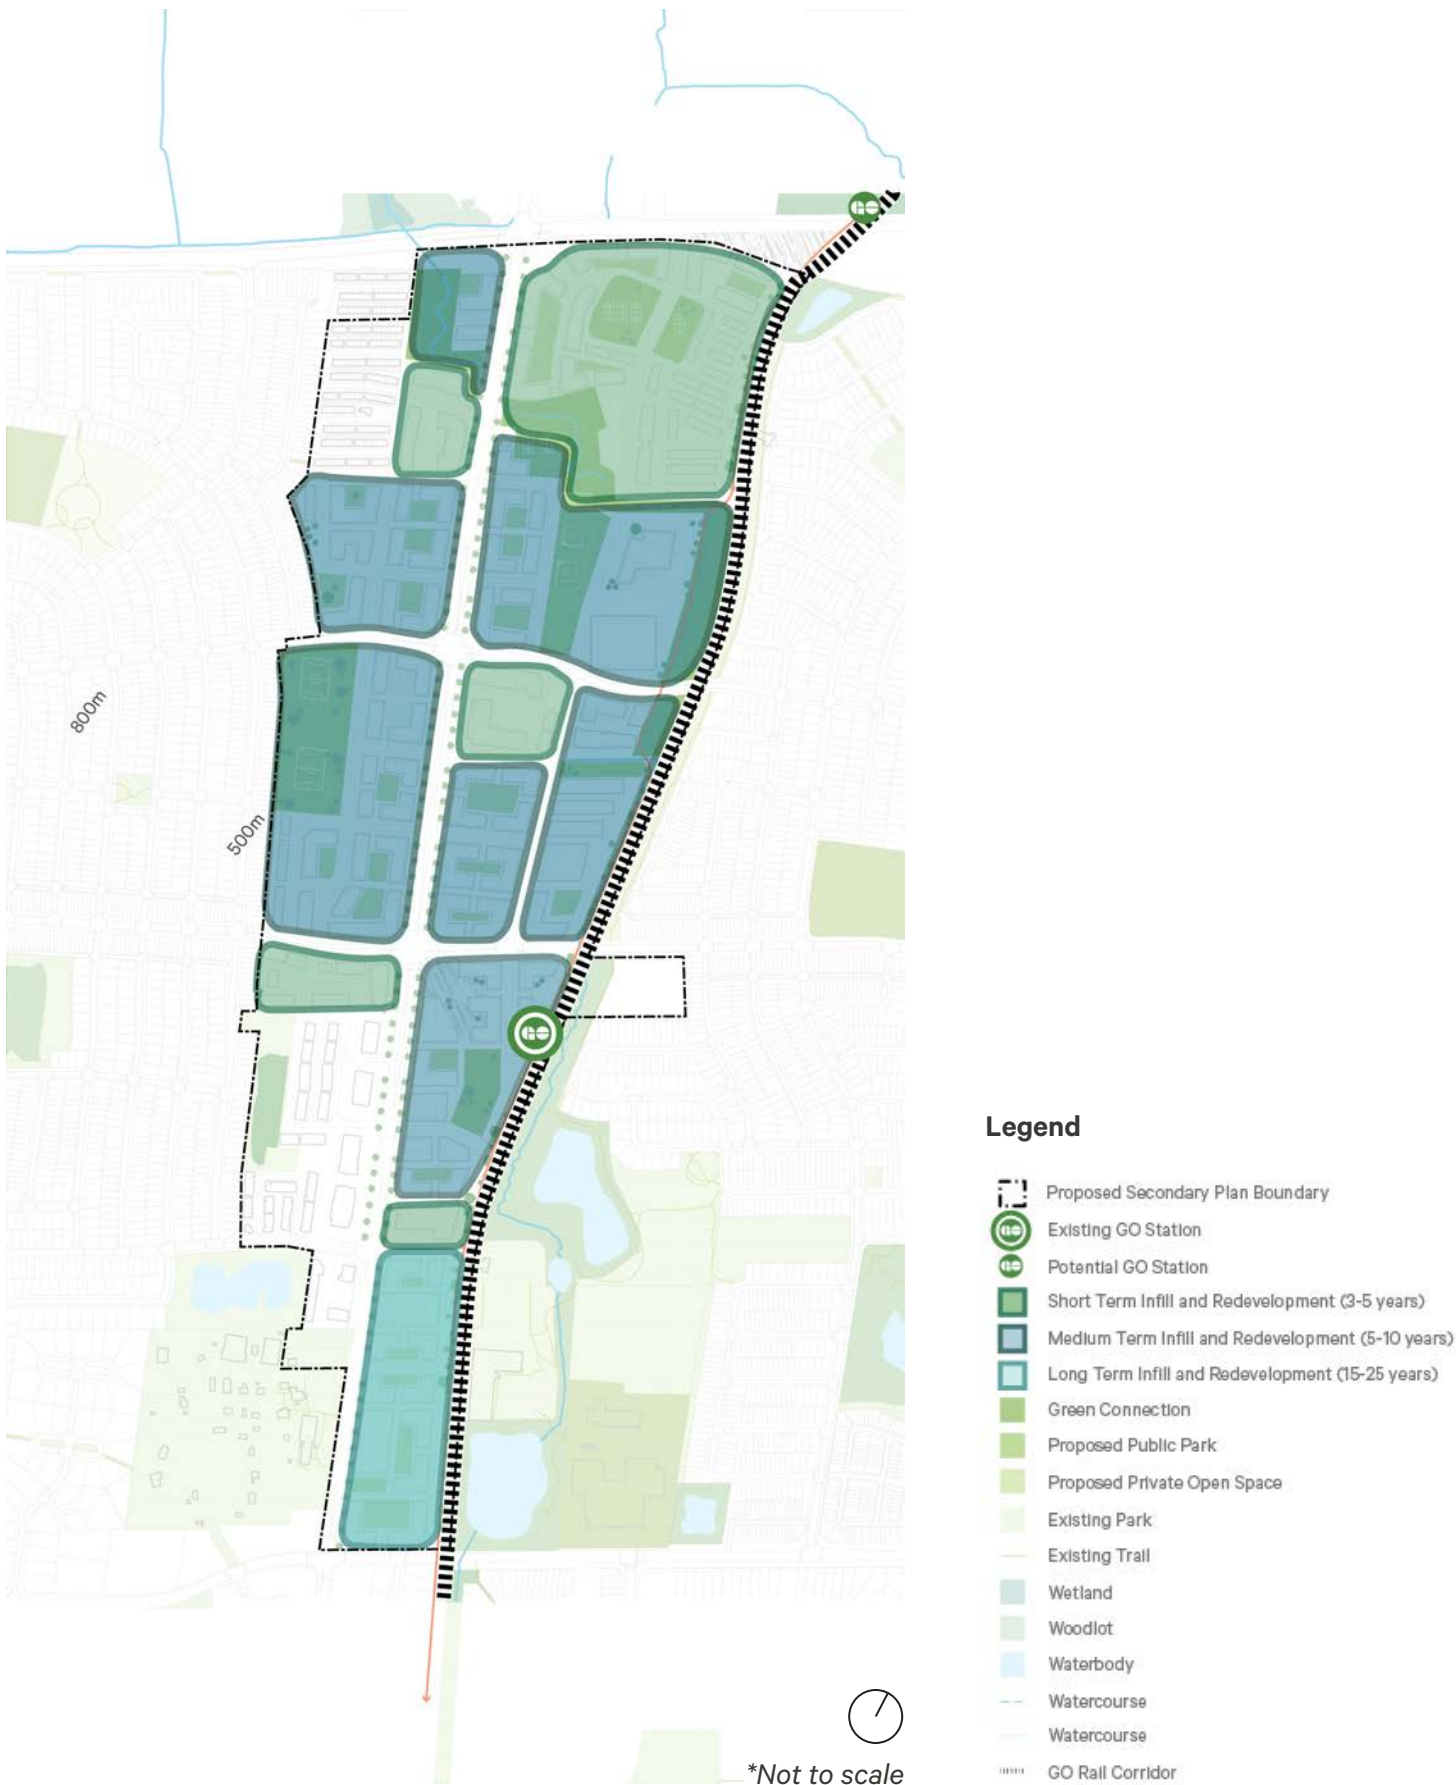 800m
500m
Legend
Proposed Secondary Plan Boundary
Existing GO Station
Potential GO Station
Short Term Infill and Redevelopment (3-5 years)
Medium Term Infill and Redevelopment (5-10 years)
Long Term Infill and Redevelopment (15-25 years)
Green Connection
Proposed Public Park
Proposed Private Open Space
Existing Park
Existing Trail
Wetland
Woodlot
Waterbody
Watercourse
Watercourse
GO Rail Corridor
*Not to scale